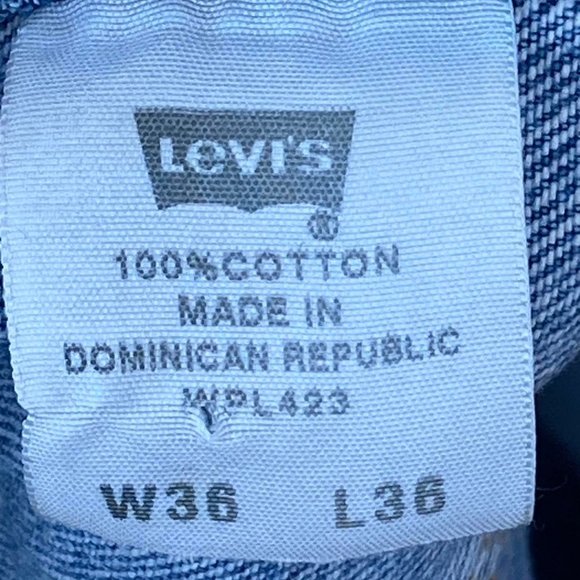 LEVI'S
®
100%COTTON
MADE IN
DOMINICAN REPUBLIC
WPL423
W36 L36